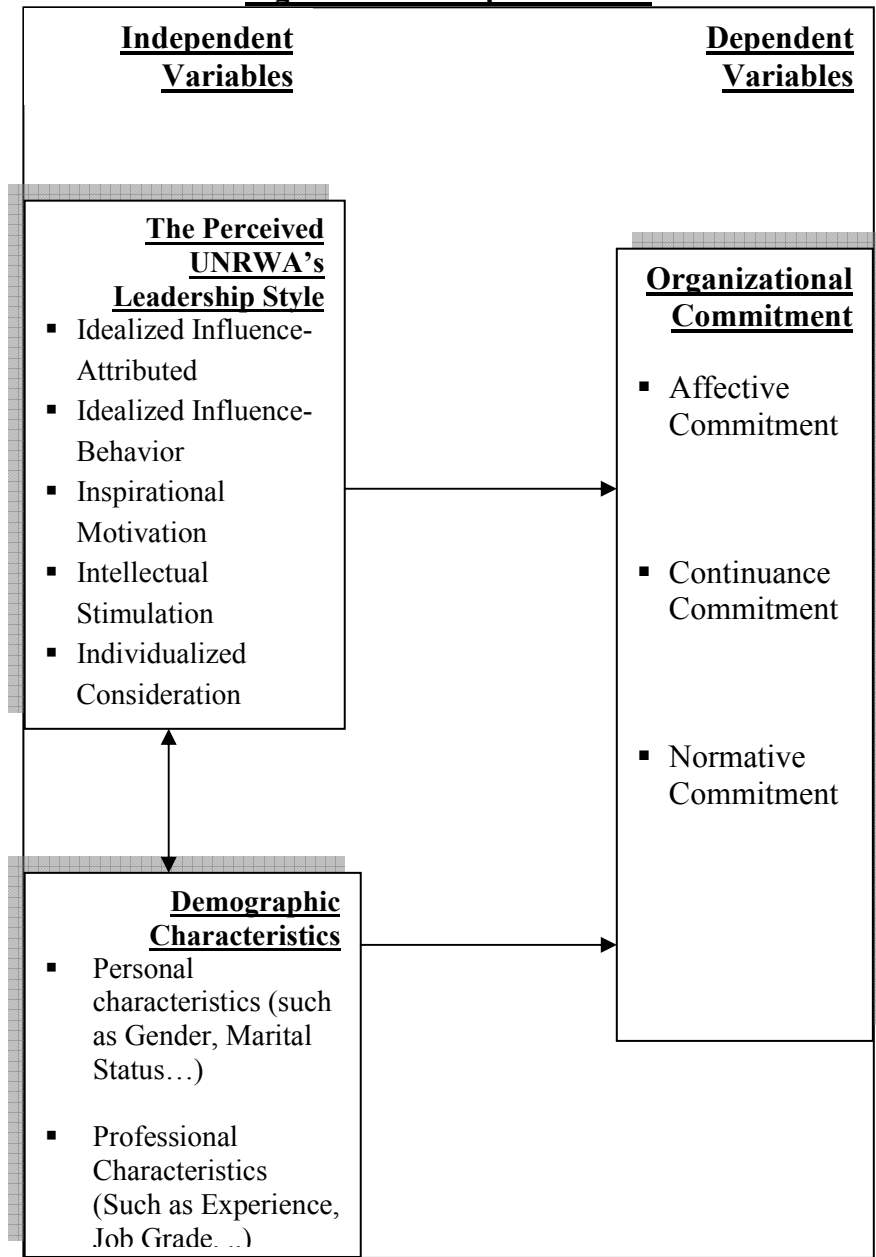 Independent
Variables
Dependent
Variables
The Perceived
UNRWA’s
Leadership Style
▪ Idealized Influence-
Attributed
▪ Idealized Influence-
Behavior
▪ Inspirational
Motivation
▪ Intellectual
Stimulation
▪ Individualized
Consideration
Organizational
Commitment
▪ Affective
Commitment
▪ Continuance
Commitment
▪ Normative
Commitment
Demographic
Characteristics
▪ Personal
characteristics (such
as Gender, Marital
Status…)
▪ Professional
Characteristics
(Such as Experience,
Job Grade, ..)